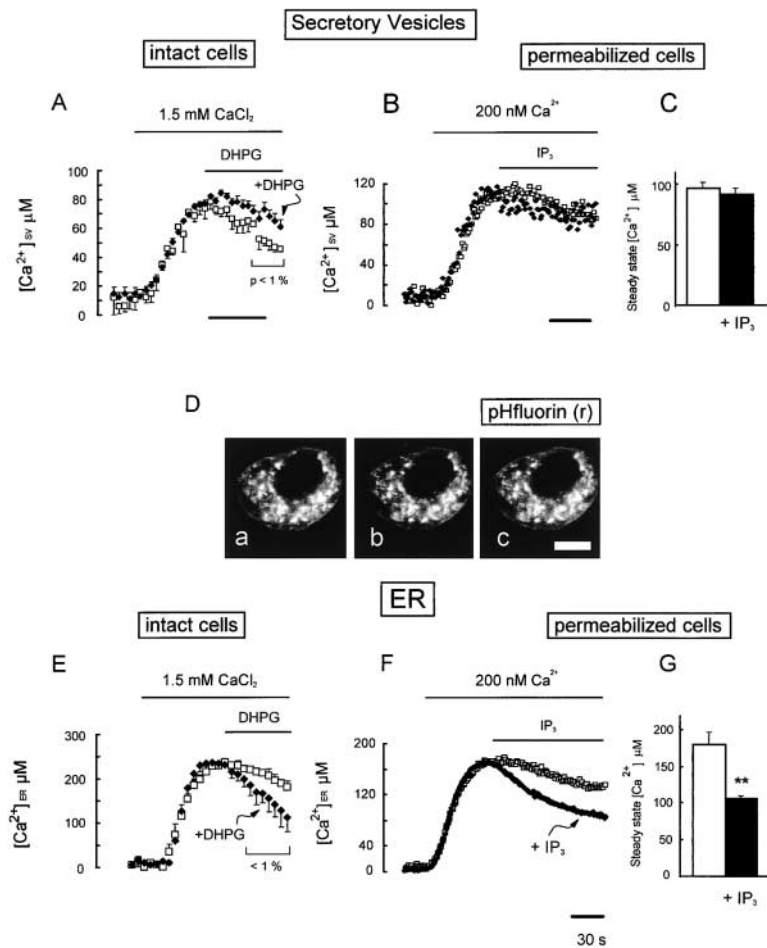 Secretory Vesicles
intact cells
permeabilized cells
A
1.5 mM CaCl₂
DHPG
+DHPG
100
80
60
40
20
0
[Ca²⁺]SV µM
p < 1 %
B
200 nM Ca²⁺
IP₃
120
80
40
0
[Ca²⁺]SV µM
C
100
50
0
Steady state [Ca²⁺] µM
+ IP₃
D
pHfluorin (r)
a
b
c
ER
intact cells
permeabilized cells
E
1.5 mM CaCl₂
DHPG
300
200
100
0
[Ca²⁺]ER µM
+DHPG
< 1 %
F
200 nM Ca²⁺
IP₃
200
160
80
0
[Ca²⁺]ER µM
+ IP₃
30 s
G
200
150
100
50
0
Steady state [Ca²⁺] µM
**
+ IP₃